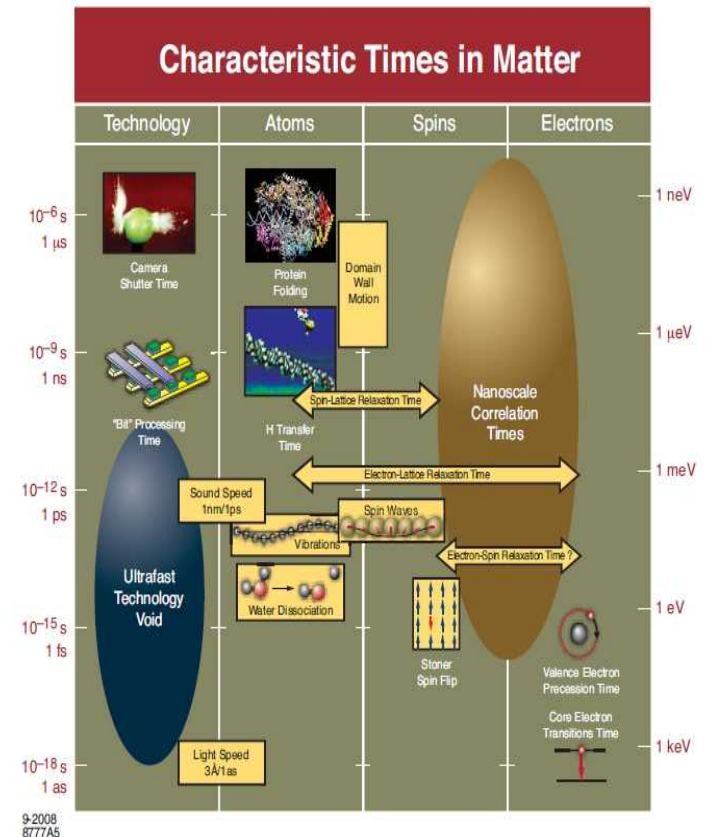 Characteristic Times in Matter
Technology
Atoms
Spins
Electrons
10⁻⁶ s
1 µs
1 neV
Camera
Shutter Time
Protein
Folding
Domain
Wall
Motion
10⁻⁹ s
1 ns
1 µeV
"Bit" Processing
Time
H Transfer
Time
Spin-Lattice Relaxation Time
Nanoscale
Correlation
Times
10⁻¹² s
1 ps
1 meV
Electron-Lattice Relaxation Time
Sound Speed
1nm/1ps
Vibrations
Spin Waves
Electron-Spin Relaxation Time ?
Ultrafast
Technology
Void
Water Dissociation
10⁻¹⁵ s
1 fs
1 eV
Stoner
Spin Flip
Valence Electron
Precession Time
Core Electron
Transitions Time
Light Speed
3Å/1as
10⁻¹⁸ s
1 as
1 keV
9-2008
8777A5